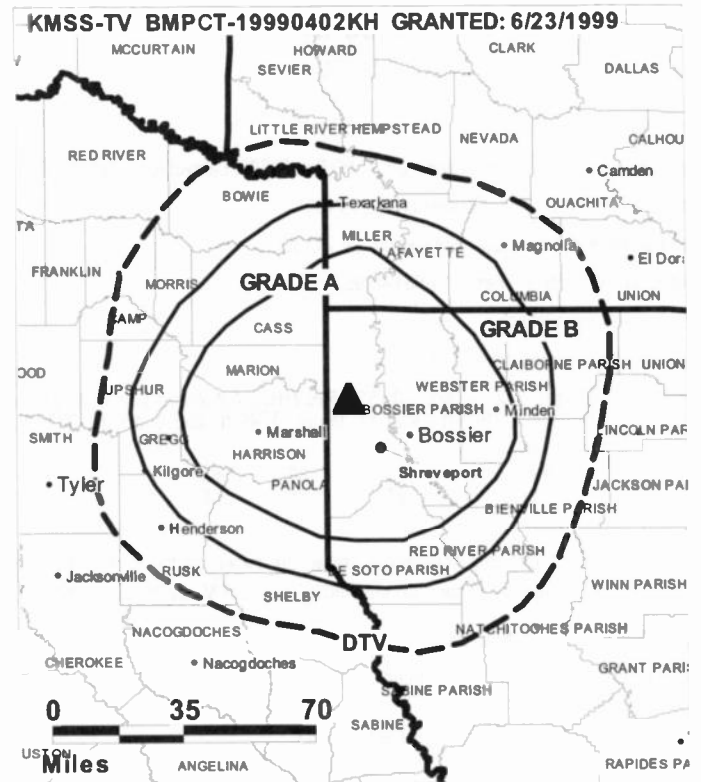 KMSS-TV BMPCT-19990402KH GRANTED: 6/23/1999
MCCURTAIN
HOWARD
CLARK
SEVIER
DALLAS
LITTLE RIVER HEMPSTEAD
NEVADA
CALHOU
RED RIVER
Camden
BOWIE
OUACHITA
Texarkana
MILLER
LAFAYETTE
Magnolia
El Dor
FRANKLIN
MORRIS
GRADE A
COLUMBIA
UNION
CAMP
CASS
GRADE B
MARION
CLAIBORNE PARISH
UNION
OOD
UPSHUR
WEBSTER PARISH
BOSSIER PARISH
Minden
SMITH
GREGG
Marshall
Bossier
LINCOLN PAR
HARRISON
Kilgore
Shreveport
Tyler
PANOLA
JACKSON PA
BIENVILLE PARISH
Henderson
RED RIVER PARISH
Jacksonville
RUSK
DE SOTO PARISH
WINN PARISH
SHELBY
NACOGDOCHES
DTV
NATCHITOCHES PARISH
CHEROKEE
Nacogdoches
GRANT PARI
SABINE PARISH
0 35 70
SABINE
Miles
ANGELINA
RAPIDES PA